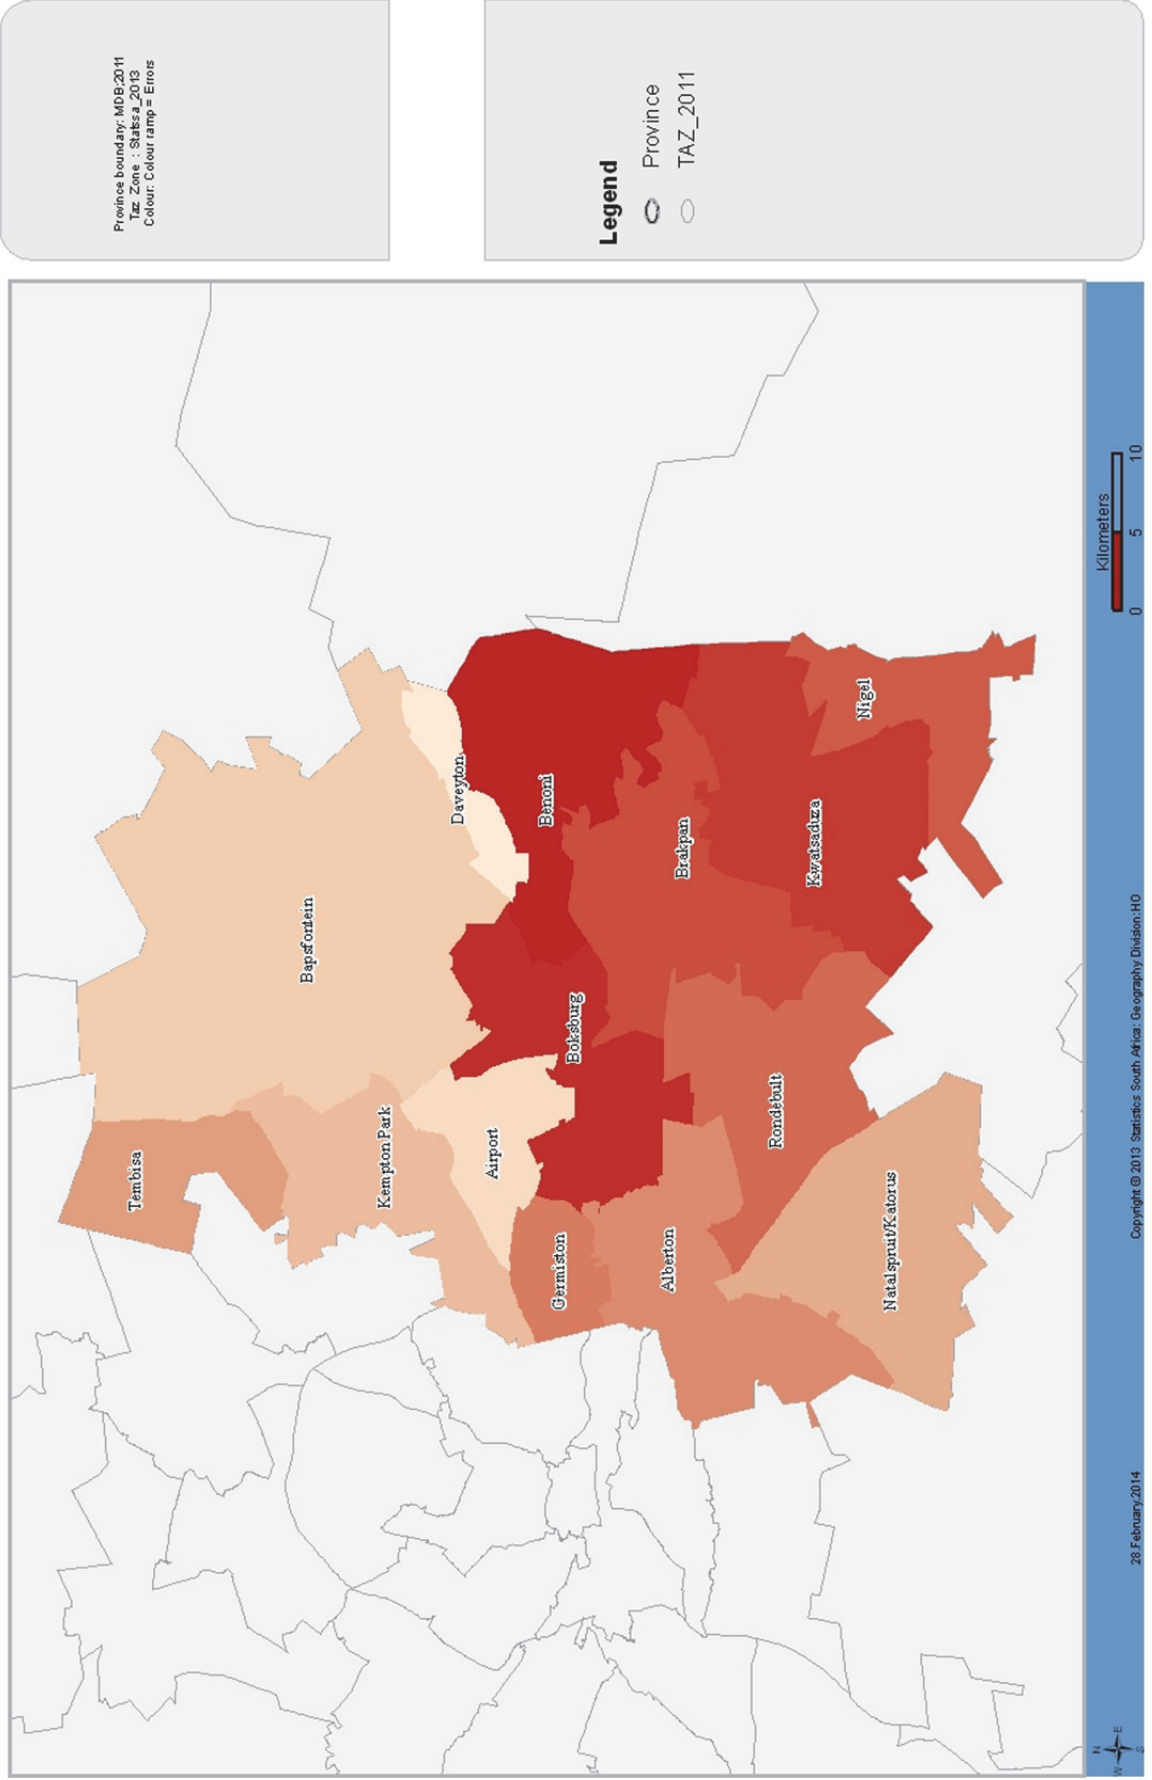 Province boundary: MDB:2011
Taz Zone : Statssa_2013
Colour: Colour ramp = Errors
Legend
Province
TAZ_2011
Tembisa
Bapsfontein
Kempton Park
Daveyton
Airport
Benoni
Germiston
Boksburg
Alberton
Brakpan
Rondebult
Kwatsaduza
Nigel
Natalspruit/Katorus
N
W
E
S
28.February.2014
Copyright @ 2013 Statistics South Africa: Geography Division:HO
Kilometers
0 5 10